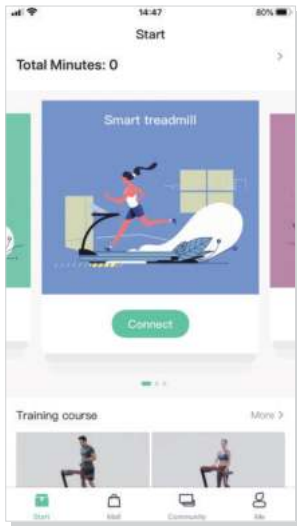 14:47 80%
Start
Total Minutes: 0
Smart treadmill
Connect
Training course More
Start Mall Community Me